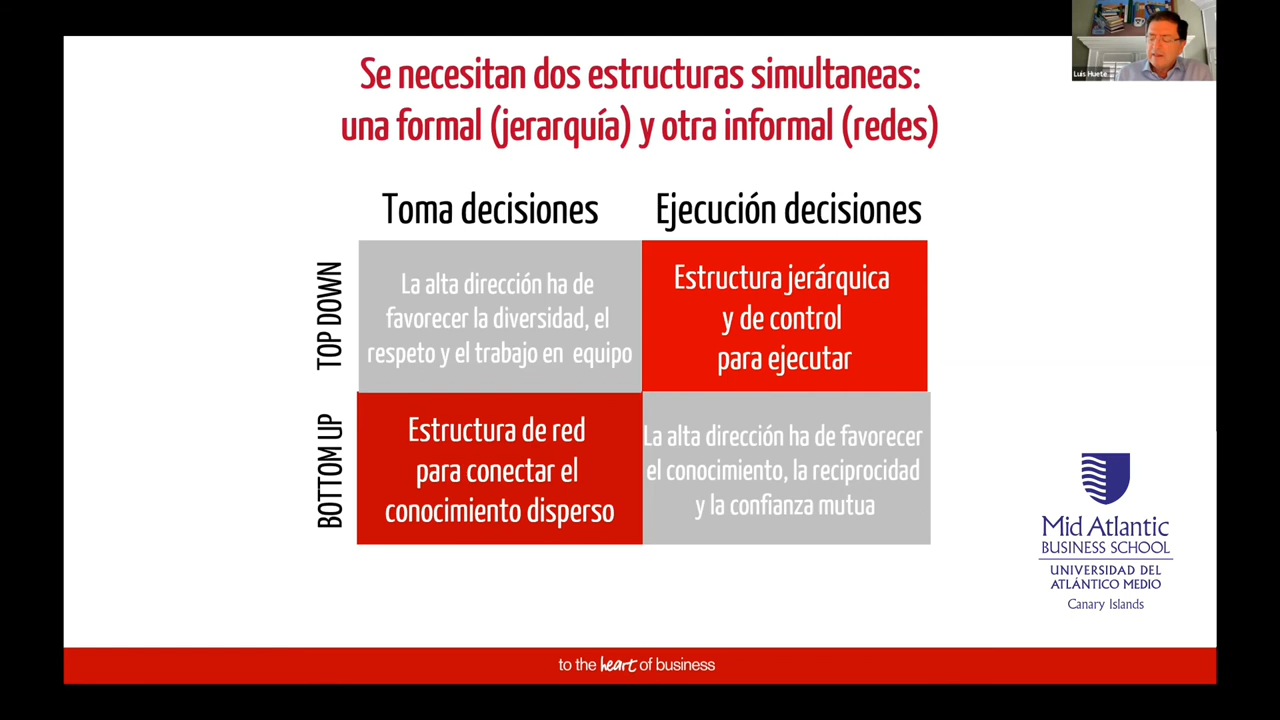 Luis Huete
Se necesitan dos estructuras simultaneas:
una formal (jerarquía) y otra informal (redes)
Toma decisiones
Ejecución decisiones
TOP DOWN
La alta dirección ha de
favorecer la diversidad, el
respeto y el trabajo en equipo
Estructura jerárquica
y de control
para ejecutar
BOTTOM UP
Estructura de red
para conectar el
conocimiento disperso
La alta dirección ha de favorecer
el conocimiento, la reciprocidad
y la confianza mutua
Mid Atlantic
BUSINESS SCHOOL
UNIVERSIDAD DEL
ATLÁNTICO MEDIO
Canary Islands
to the heart of business